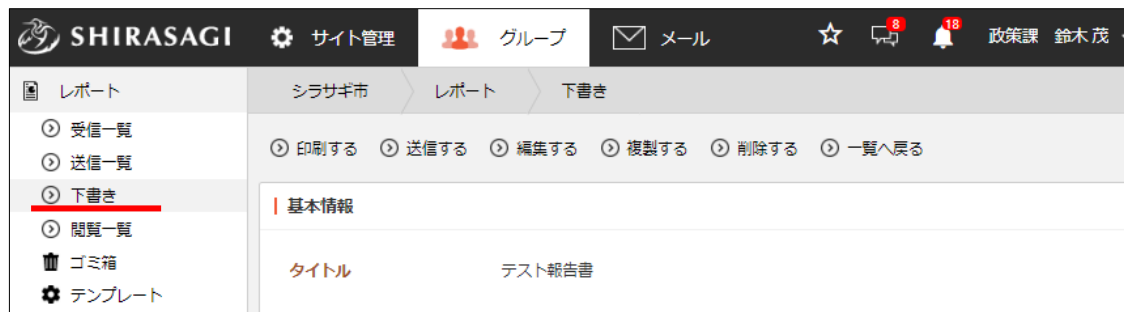 SHIRASAGI サイト管理 グループ メール 8 18 政策課 鈴木 茂
レポート シラサギ市 レポート 下書き
受信一覧
送信一覧
下書き
閲覧一覧
ゴミ箱
テンプレート
印刷する 送信する 編集する 複製する 削除する 一覧へ戻る
基本情報
タイトル テスト報告書